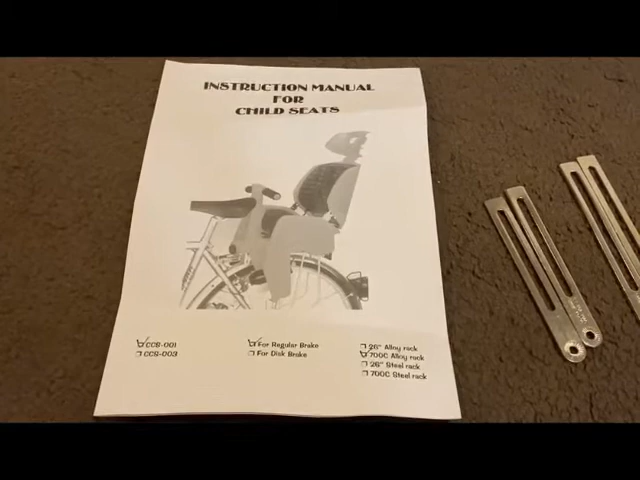 INSTRUCTION MANUAL
FOR
CHILD SEATS
CCS-001
CCS-003
For Regular Brake
For Disk Brake
26" Alloy rack
700C Alloy rack
26" Steel rack
700C Steel rack